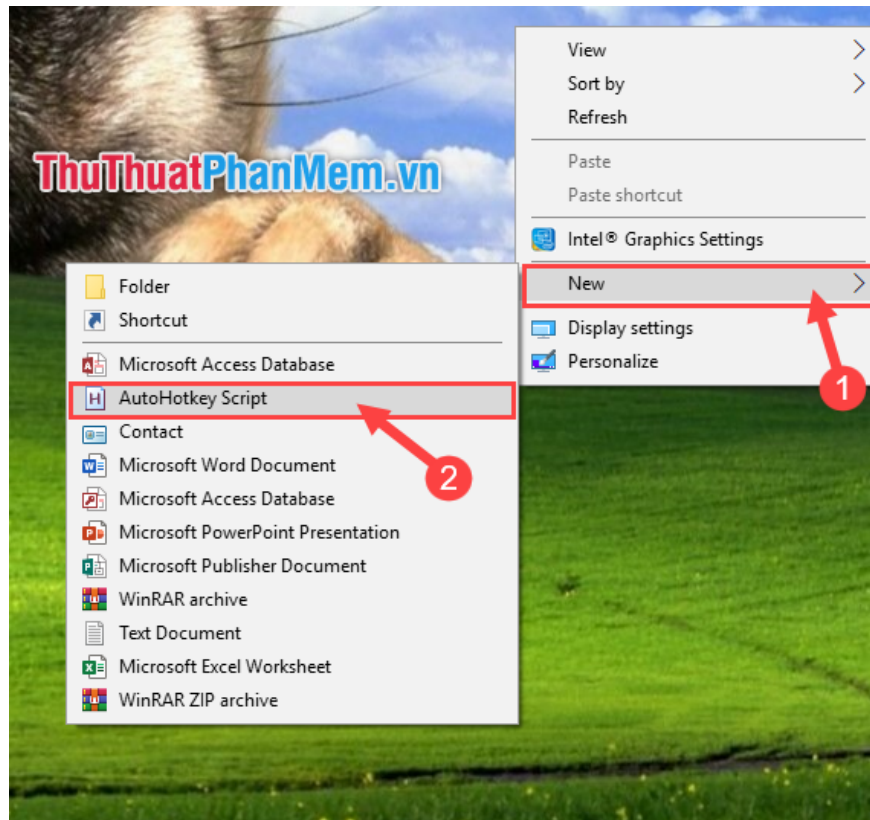 View
Sort by
Refresh
Paste
Paste shortcut
Intel® Graphics Settings
New
Display settings
Personalize
1
ThuThuatPhanMem.vn
Folder
Shortcut
Microsoft Access Database
AutoHotkey Script
Contact
Microsoft Word Document
Microsoft Access Database
Microsoft PowerPoint Presentation
Microsoft Publisher Document
WinRAR archive
Text Document
Microsoft Excel Worksheet
WinRAR ZIP archive
2